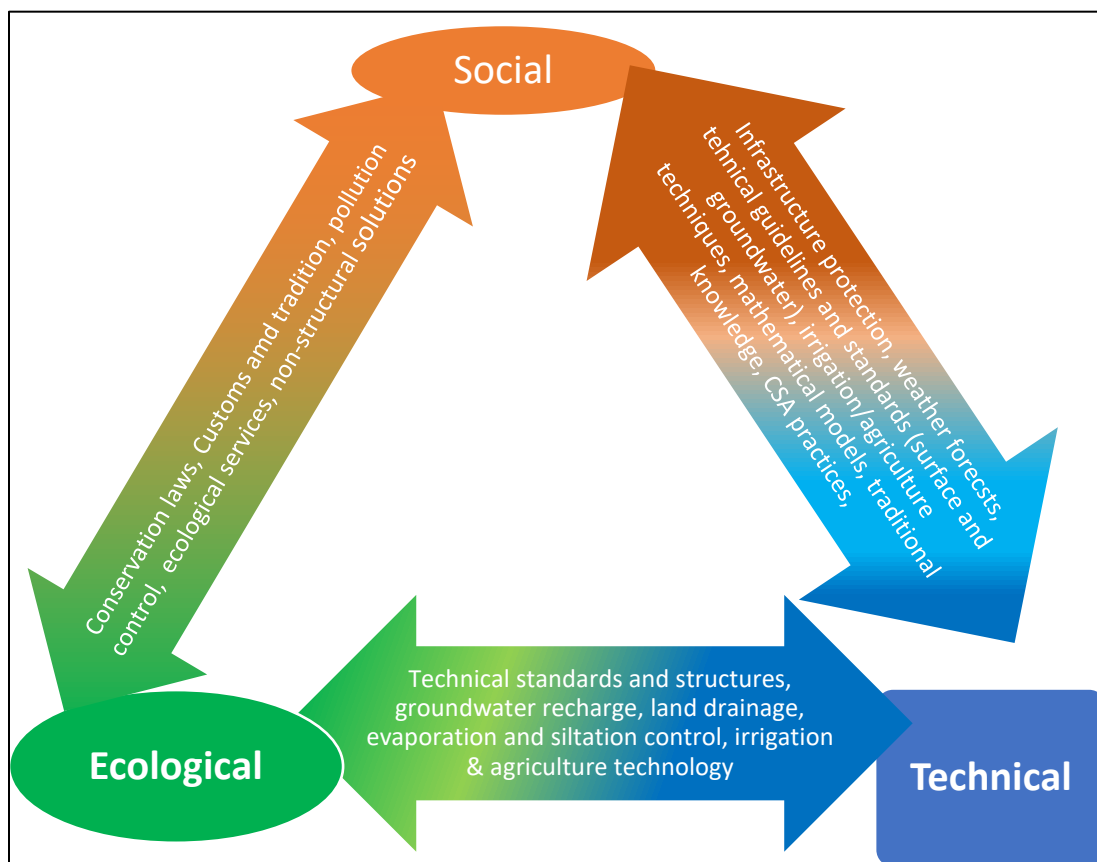 Social
Conservation laws, Customs amd tradition, pollution
control, ecological services, non-structural solutions
Infrastructure protection, weather forecsts,
tehnical guidelines and standards (surface and
groundwater), irrigation/agriculture
techniques, mathematical models, traditional
knowledge, CSA practices,
Technical standards and structures,
groundwater recharge, land drainage,
evaporation and siltation control, irrigation
& agriculture technology
Ecological
Technical